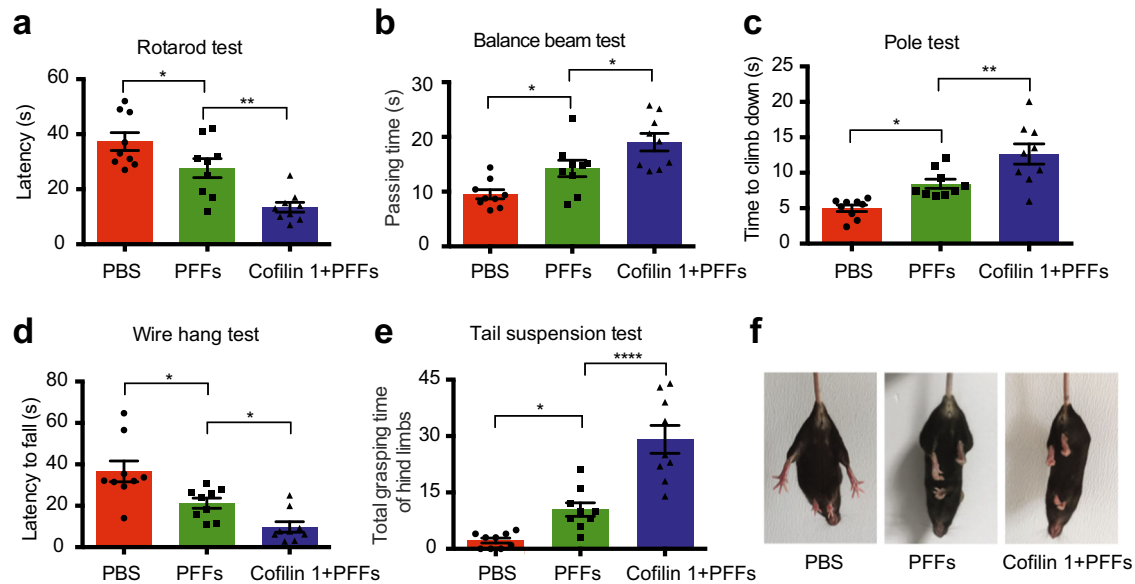 a
Rotarod test
Latency (s)
60
40
20
0
*
**
PBS
PFFs
Cofilin 1+PFFs
b
Balance beam test
Passing time (s)
30
20
10
0
*
*
PBS
PFFs
Cofilin 1+PFFs
c
Pole test
Time to climb down (s)
25
20
15
10
5
0
*
**
PBS
PFFs
Cofilin 1+PFFs
d
Wire hang test
Latency to fall (s)
80
60
40
20
0
*
*
PBS
PFFs
Cofilin 1+PFFs
e
Tail suspension test
Total grasping time
of hind limbs
45
30
15
0
*
****
PBS
PFFs
Cofilin 1+PFFs
f
PBS
PFFs
Cofilin 1+PFFs